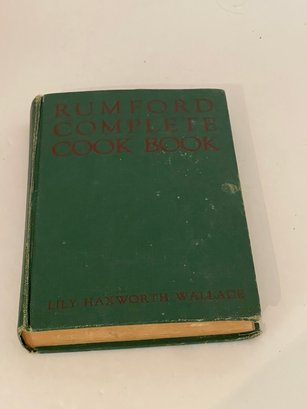 RUMFORD
COMPLETE
COOK BOOK
LILY HAXWORTH WALLACE